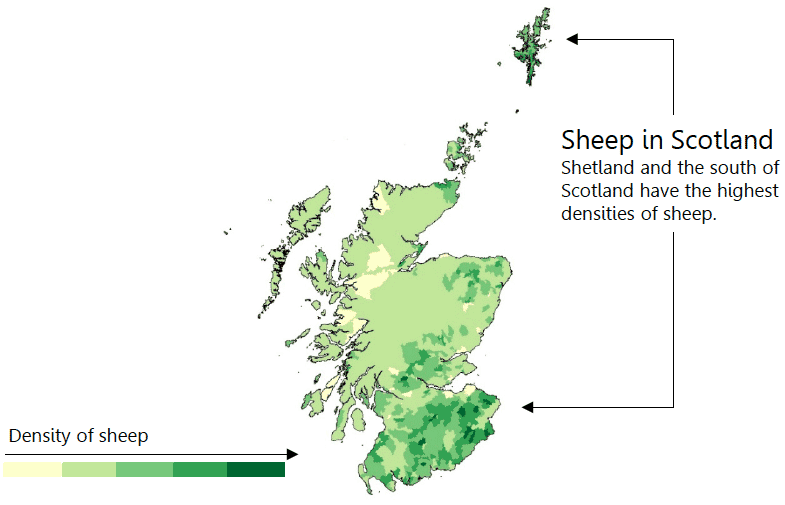 Sheep in Scotland
Shetland and the south of
Scotland have the highest
densities of sheep.
Density of sheep